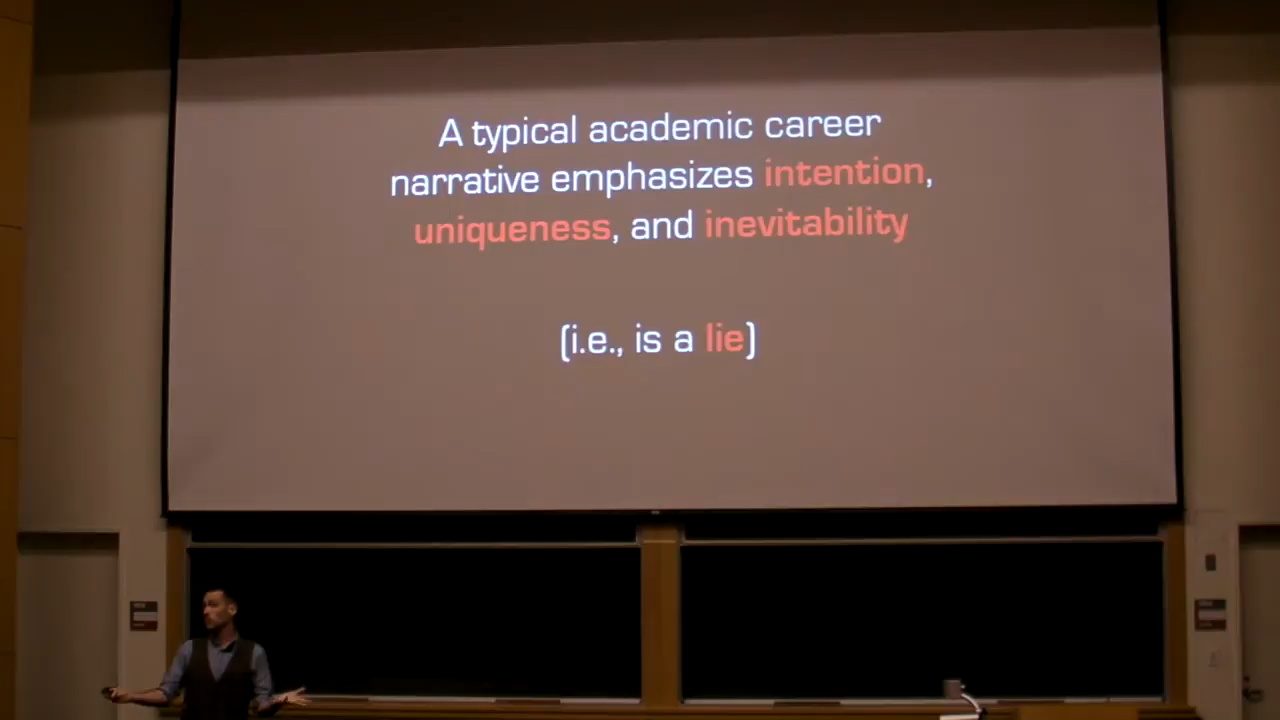 A typical academic career
narrative emphasizes intention,
uniqueness, and inevitability
(i.e., is a lie)